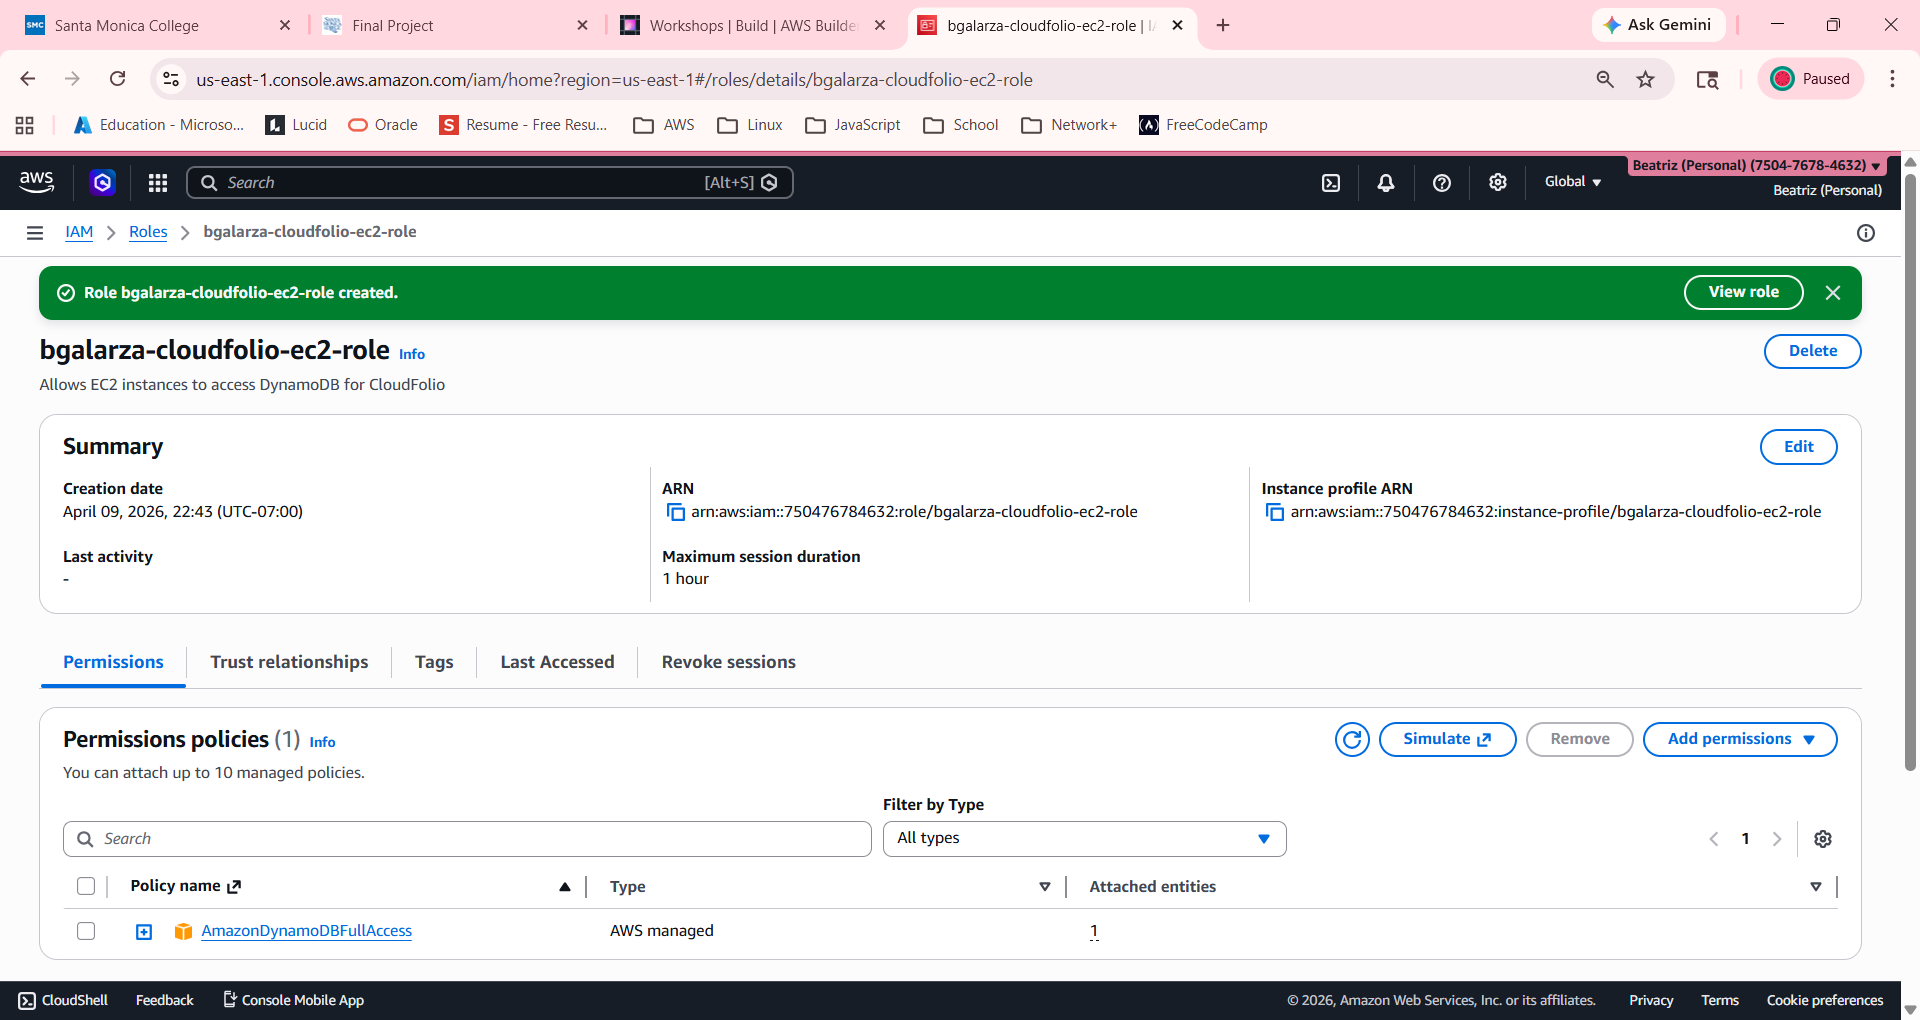 SMC Santa Monica College
Final Project
Workshops | Build | AWS Builde
bgalarza-cloudfolio-ec2-role | IA
Ask Gemini
us-east-1.console.aws.amazon.com/iam/home?region=us-east-1#/roles/details/bgalarza-cloudfolio-ec2-role
Paused
Education - Microso...
Lucid
Oracle
S Resume - Free Resu...
AWS
Linux
JavaScript
School
Network+
FreeCodeCamp
aws
Search
[Alt+S]
Global
Beatriz (Personal) (7504-7678-4632)
Beatriz (Personal)
IAM
Roles
bgalarza-cloudfolio-ec2-role
Role bgalarza-cloudfolio-ec2-role created.
View role
bgalarza-cloudfolio-ec2-role Info
Delete
Allows EC2 instances to access DynamoDB for CloudFolio
Summary
Edit
Creation date
April 09, 2026, 22:43 (UTC-07:00)
ARN
arn:aws:iam::750476784632:role/bgalarza-cloudfolio-ec2-role
Instance profile ARN
arn:aws:iam::750476784632:instance-profile/bgalarza-cloudfolio-ec2-role
Last activity
-
Maximum session duration
1 hour
Permissions
Trust relationships
Tags
Last Accessed
Revoke sessions
Permissions policies (1) Info
Simulate
Remove
Add permissions
You can attach up to 10 managed policies.
Filter by Type
Search
All types
1
Policy name
Type
Attached entities
AmazonDynamoDBFullAccess
AWS managed
1
CloudShell
Feedback
Console Mobile App
© 2026, Amazon Web Services, Inc. or its affiliates.
Privacy
Terms
Cookie preferences